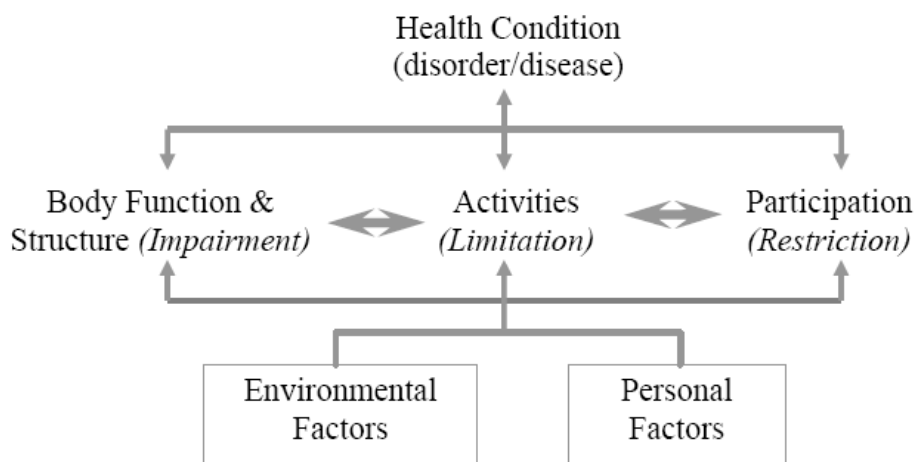 Health Condition
(disorder/disease)
Body Function &
Structure (Impairment)
Activities
(Limitation)
Participation
(Restriction)
Environmental
Factors
Personal
Factors